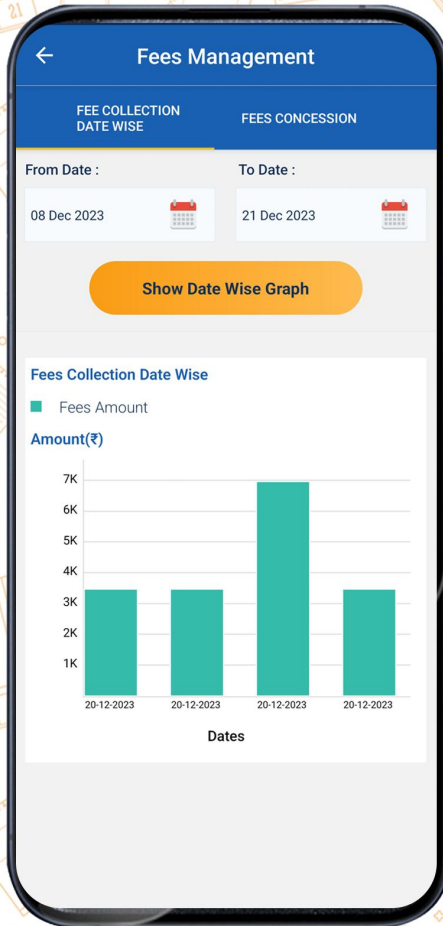 21
Fees Management
FEE COLLECTION
DATE WISE
FEES CONCESSION
From Date :
To Date :
08 Dec 2023
21 Dec 2023
Show Date Wise Graph
Fees Collection Date Wise
Fees Amount
Amount(₹)
7K
6K
5K
4K
3K
2K
1K
20-12-2023 20-12-2023 20-12-2023 20-12-2023
Dates